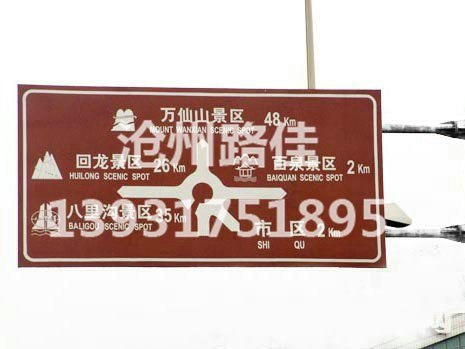 万仙山景区 48 Km
MOUNT WANXIAN SCENIC SPOT
沧州路佳
回龙景区 26 Km
HUILONG SCENIC SPOT
百泉景区 2 Km
BAIQUAN SCENIC SPOT
八里沟景区 35 Km
BALIGOU SCENIC SPOT
13931751895
市 区 2 Km
SHI QU